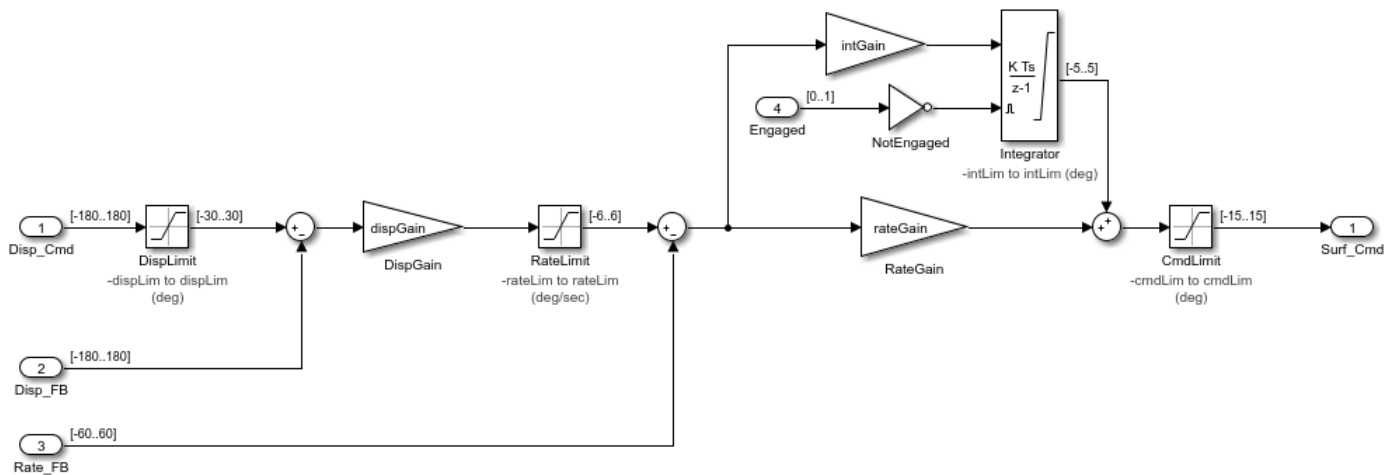 intGain
K Ts
z-1
[-5..5]
[0..1]
4
Engaged
NotEngaged
Integrator
-intLim to intLim (deg)
[-180..180]
1
Disp_Cmd
[-30..30]
DispLimit
-dispLim to dispLim
(deg)
+
−
dispGain
DispGain
[-6..6]
RateLimit
-rateLim to rateLim
(deg/sec)
+
−
rateGain
RateGain
+
+
[-15..15]
CmdLimit
-cmdLim to cmdLim
(deg)
1
Surf_Cmd
[-180..180]
2
Disp_FB
[-60..60]
3
Rate_FB